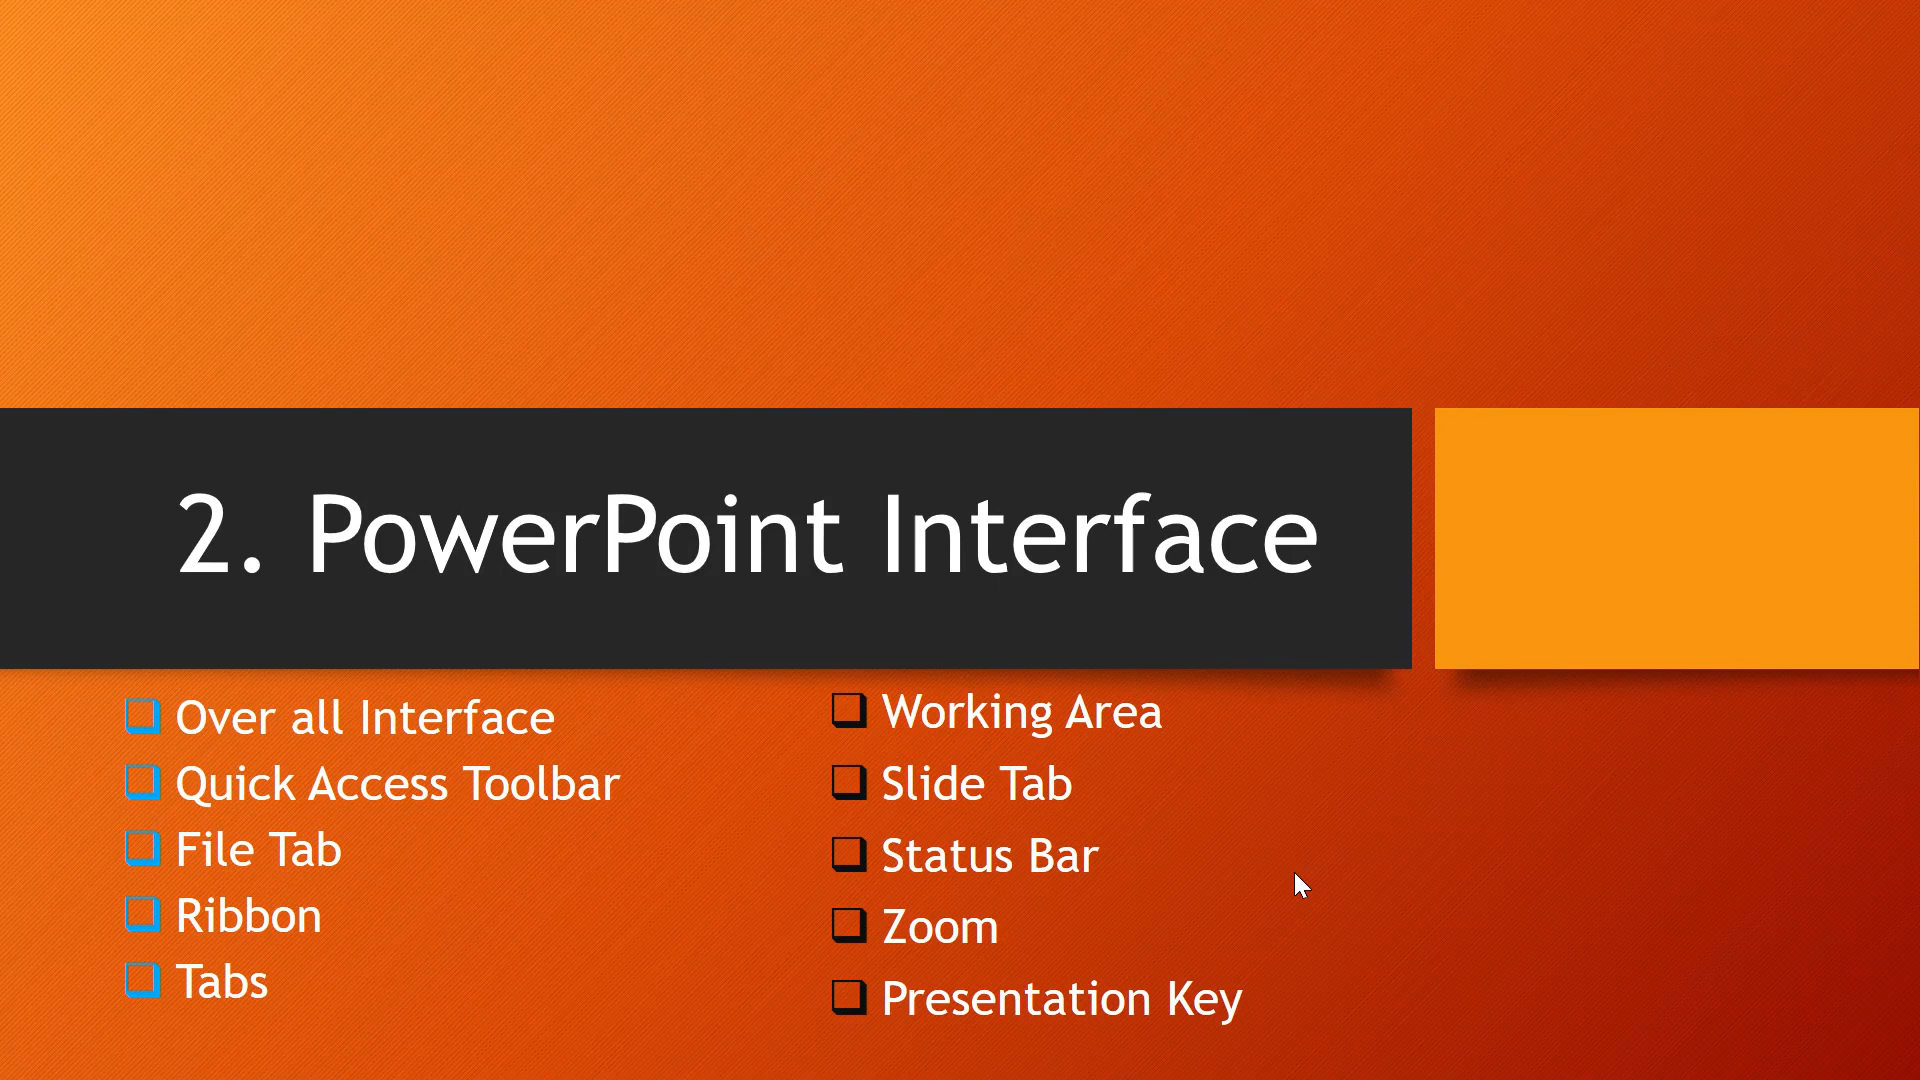 2. PowerPoint Interface
Over all Interface
Quick Access Toolbar
File Tab
Ribbon
Tabs
Working Area
Slide Tab
Status Bar
Zoom
Presentation Key